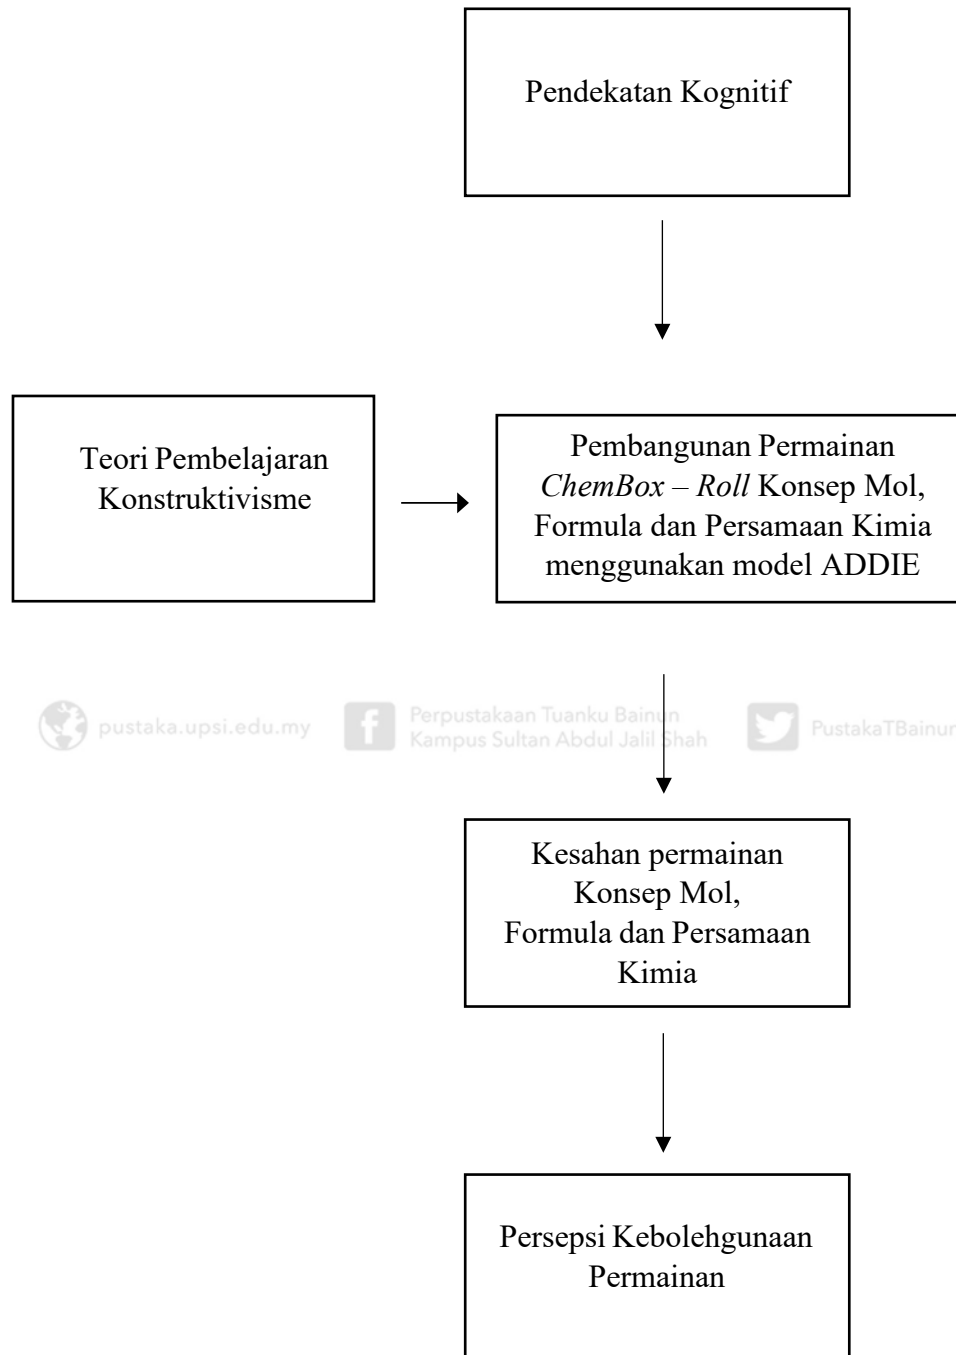 Pendekatan Kognitif
Teori Pembelajaran
Konstruktivisme
Pembangunan Permainan
ChemBox – Roll Konsep Mol,
Formula dan Persamaan Kimia
menggunakan model ADDIE
pustaka.upsi.edu.my
Perpustakaan Tuanku Bainun
Kampus Sultan Abdul Jalil Shah
PustakaTBainun
Kesahan permainan
Konsep Mol,
Formula dan Persamaan
Kimia
Persepsi Kebolehgunaan
Permainan